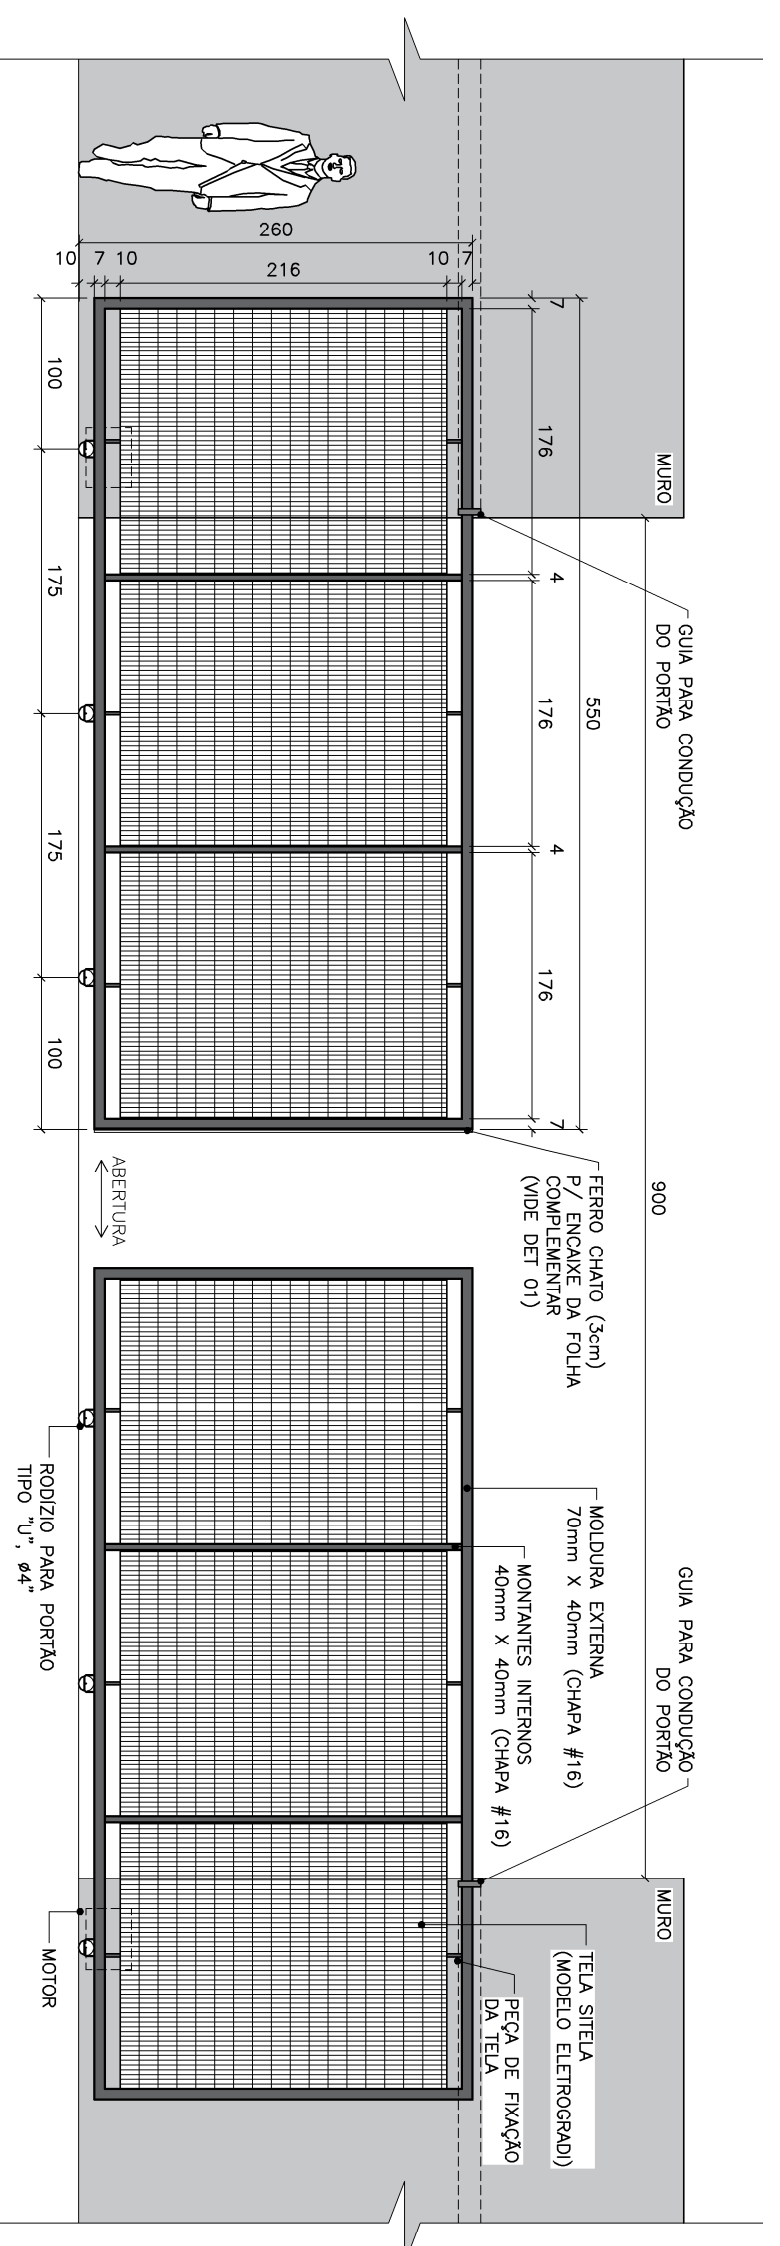 MURO
GUIA PARA CONDUÇÃO
DO PORTÃO
900
550
7
176
4
176
4
176
7
260
10
7
10
216
10
7
100
175
175
100
FERRO CHATO (3cm)
P/ ENCAIXE DA FOLHA
COMPLEMENTAR
(VIDE DET 01)
ABERTURA
MOLDURA EXTERNA
70mm X 40mm (CHAPA #16)
MONTANTES INTERNOS
40mm X 40mm (CHAPA #16)
RODÍZIO PARA PORTÃO
TIPO "U", ø4"
GUIA PARA CONDUÇÃO
DO PORTÃO
MURO
TELA SITELA
(MODELO ELETROGRADI)
PEÇA DE FIXAÇÃO
DA TELA
MOTOR